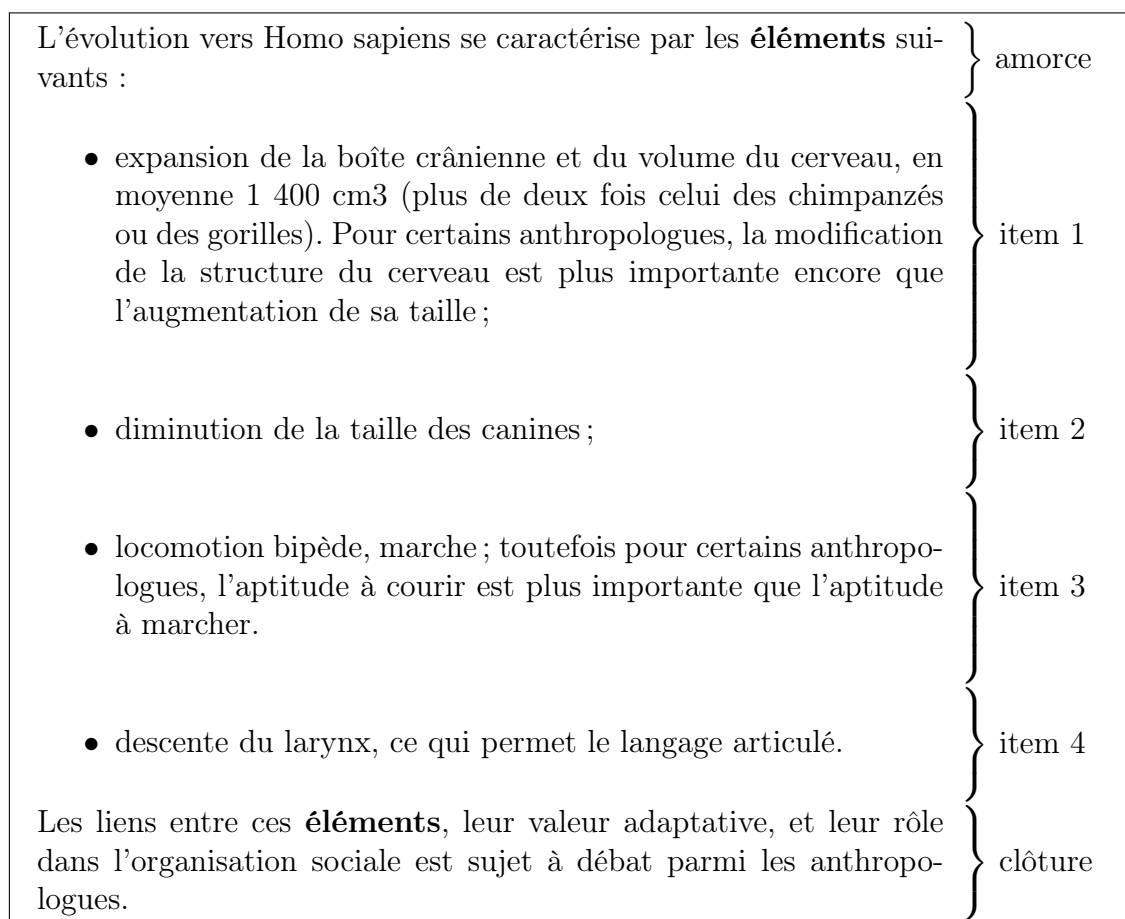 L'évolution vers Homo sapiens se caractérise par les éléments sui-
vants :
amorce
• expansion de la boîte crânienne et du volume du cerveau, en
moyenne 1 400 cm3 (plus de deux fois celui des chimpanzés
ou des gorilles). Pour certains anthropologues, la modification
de la structure du cerveau est plus importante encore que
l'augmentation de sa taille ;
item 1
• diminution de la taille des canines ;
item 2
• locomotion bipède, marche ; toutefois pour certains anthropo-
logues, l'aptitude à courir est plus importante que l'aptitude
à marcher.
item 3
• descente du larynx, ce qui permet le langage articulé.
item 4
Les liens entre ces éléments, leur valeur adaptative, et leur rôle
dans l'organisation sociale est sujet à débat parmi les anthropo-
logues.
clôture